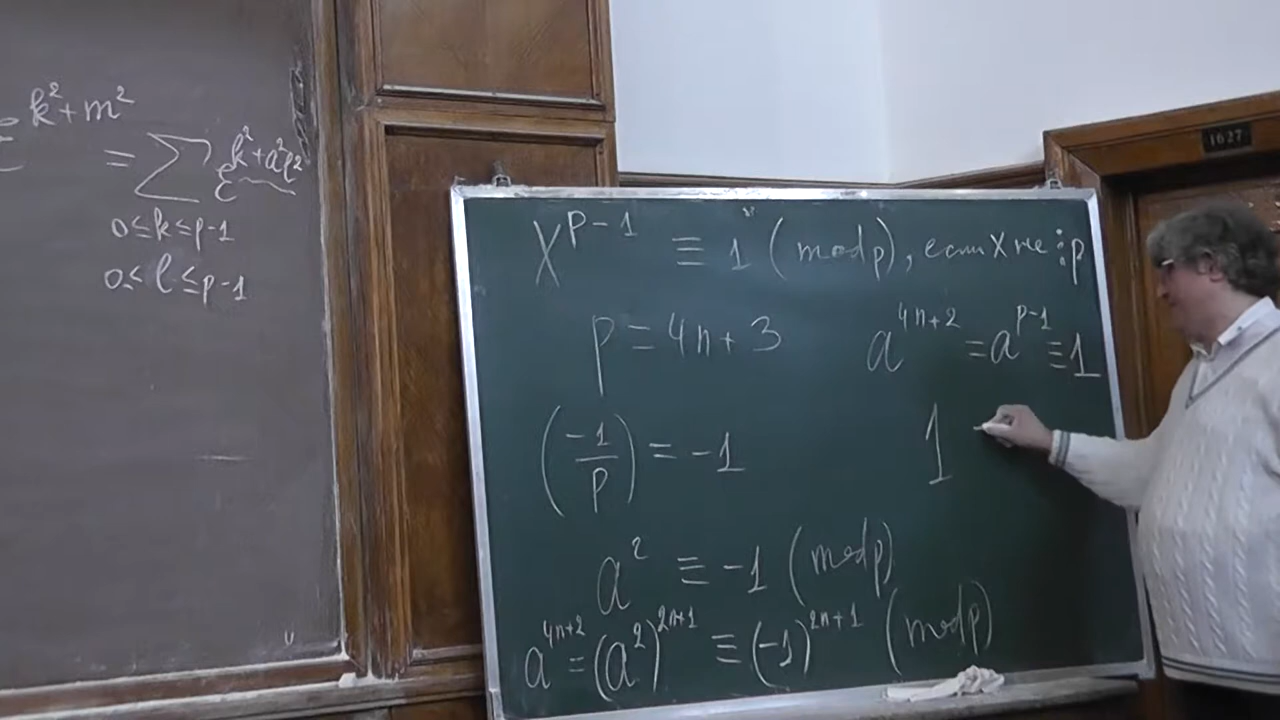 ε^{k²+m²} = ∑ ε^{k²+a²l²}
0≤k≤p-1
0≤l≤p-1
X^{p-1} ≡ 1 (mod p), если X не ⋮ p
p = 4n+3
a^{4n+2} = a^{p-1} ≡ 1
(-1/p) = -1
1
a² ≡ -1 (mod p)
a^{4n+2} = (a²)^{2n+1} ≡ (-1)^{2n+1} (mod p)
1627